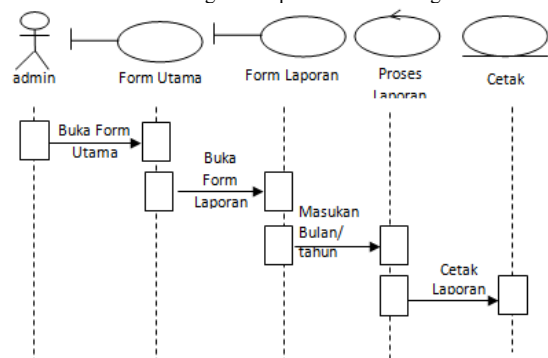 admin
Form Utama
Form Laporan
Proses
Laporan
Cetak
Buka Form
Utama
Buka
Form
Laporan
Masukan
Bulan/
tahun
Cetak
Laporan